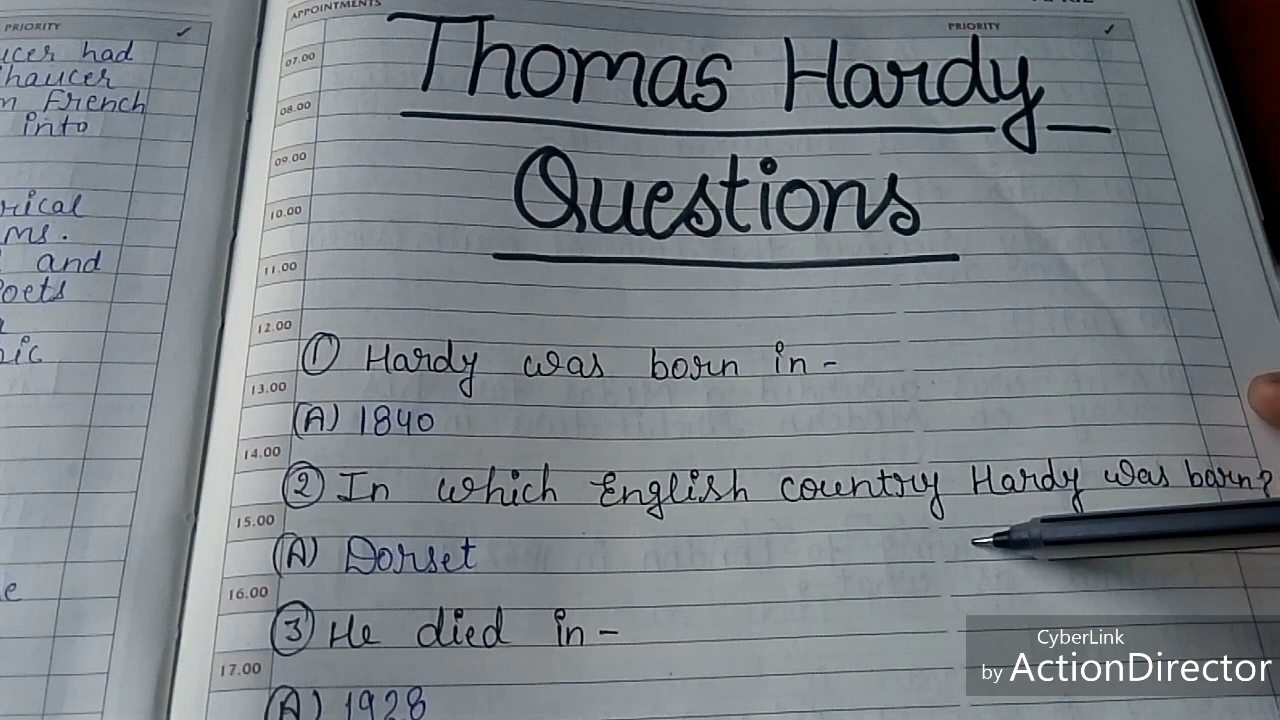 PRIORITY ✓
ucer had
haucer
n French
into
rical
ms.
and
oets
ic
e
APPOINTMENTS PRIORITY ✓
07.00
08.00
09.00
10.00
11.00
12.00
13.00
14.00
15.00
16.00
17.00
Thomas Hardy
Questions
① Hardy was born in -
(A) 1840
② In which English country Hardy was born?
(A) Dorset
③ He died in -
(A) 1928
CyberLink
by ActionDirector